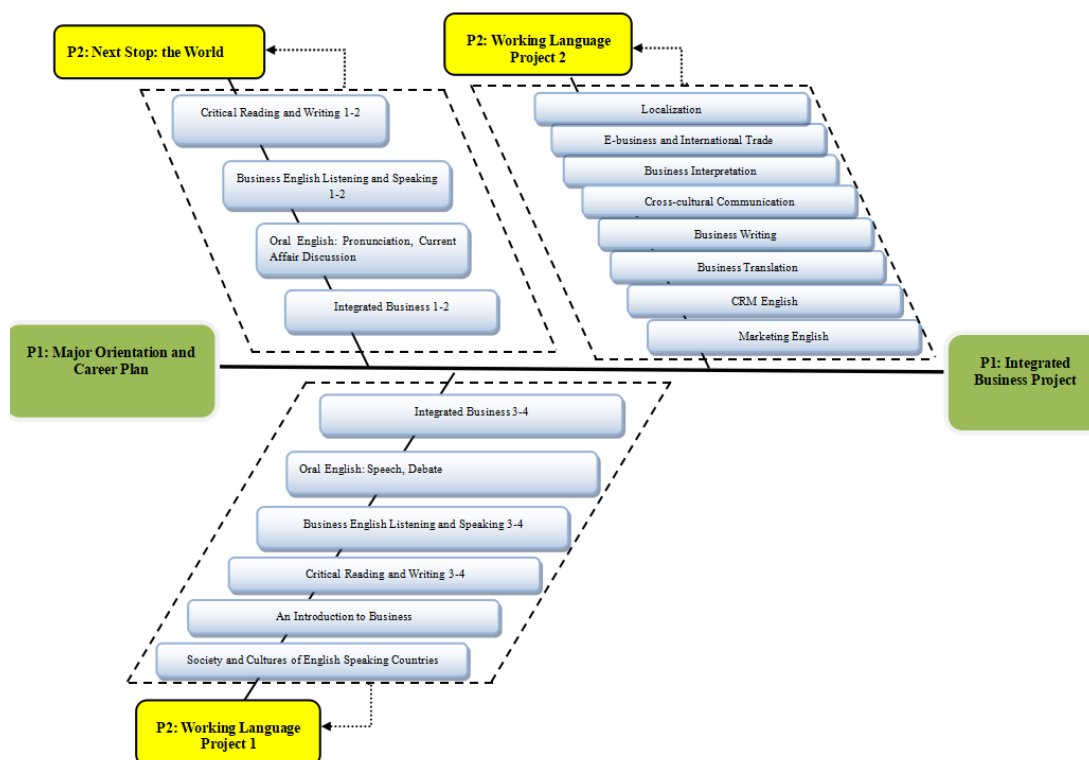 P2: Next Stop: the World
Critical Reading and Writing 1-2
Business English Listening and Speaking
1-2
Oral English: Pronunciation, Current
Affair Discussion
Integrated Business 1-2
P2: Working Language
Project 2
Localization
E-business and International Trade
Business Interpretation
Cross-cultural Communication
Business Writing
Business Translation
CRM English
Marketing English
P1: Major Orientation and
Career Plan
P1: Integrated
Business Project
Integrated Business 3-4
Oral English: Speech, Debate
Business English Listening and Speaking 3-4
Critical Reading and Writing 3-4
An Introduction to Business
Society and Cultures of English Speaking Countries
P2: Working Language
Project 1